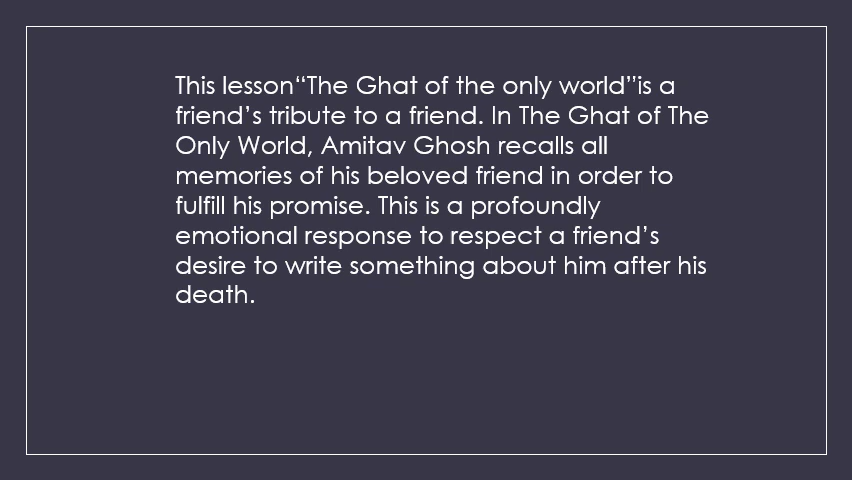 This lesson“The Ghat of the only world”is a
friend’s tribute to a friend. In The Ghat of The
Only World, Amitav Ghosh recalls all
memories of his beloved friend in order to
fulfill his promise. This is a profoundly
emotional response to respect a friend’s
desire to write something about him after his
death.